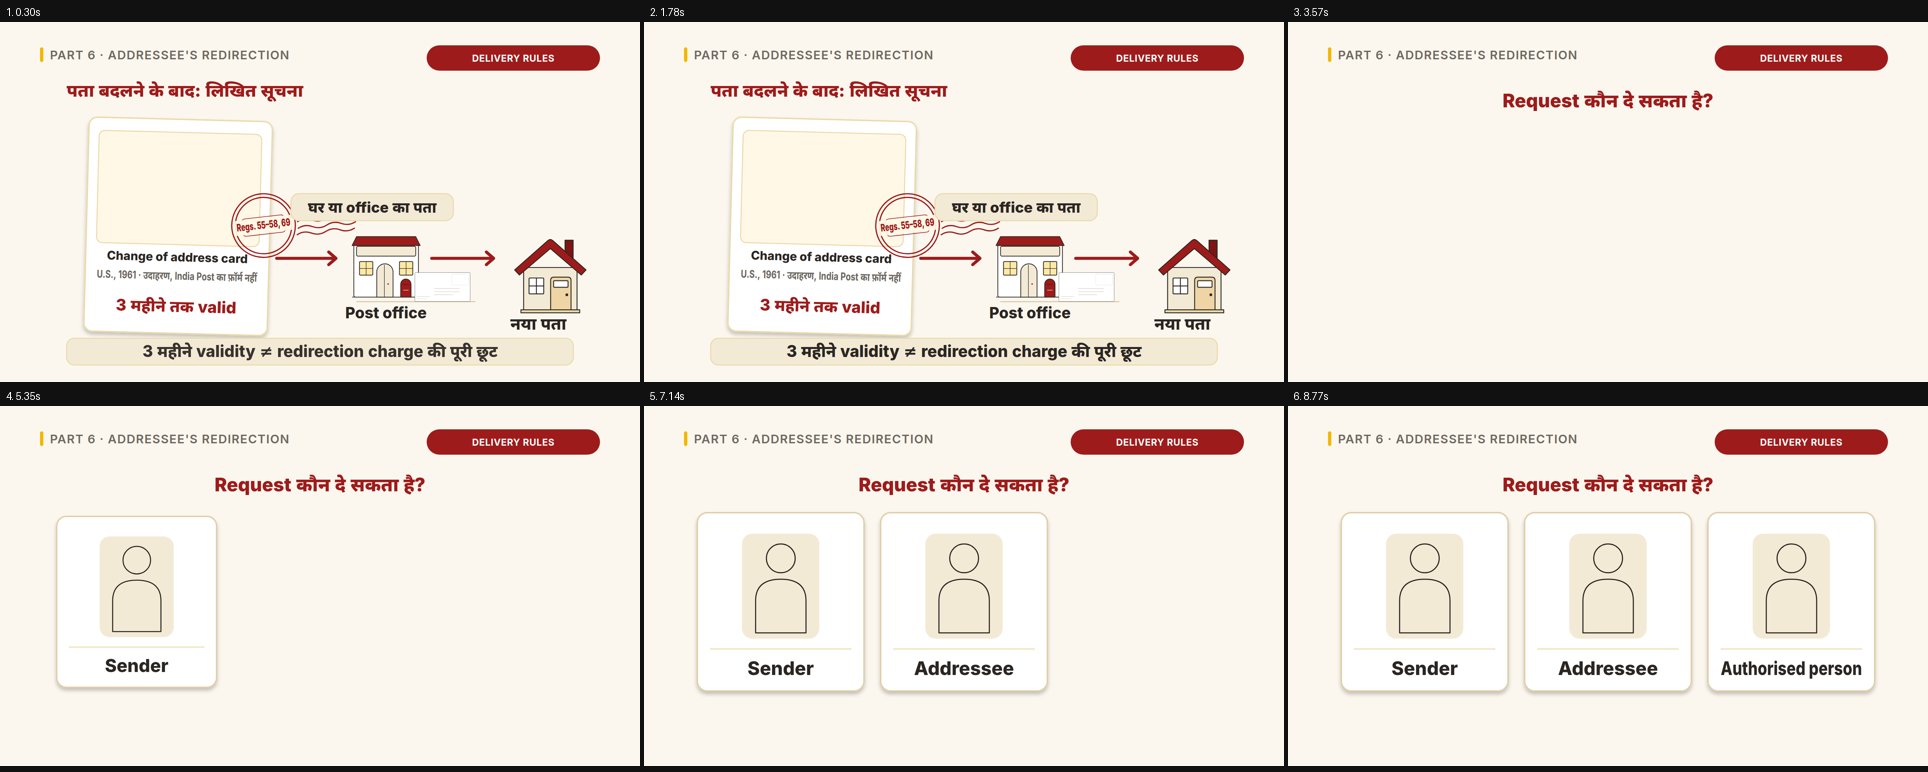 1. 0.30s
PART 6 · ADDRESSEE'S REDIRECTION
DELIVERY RULES
पता बदलने के बाद: लिखित सूचना
घर या office का पता
Regs. 55–58, 69
Change of address card
U.S., 1961 · उदाहरण, India Post का फ़ॉर्म नहीं
3 महीने तक valid
Post office
नया पता
3 महीने validity ≠ redirection charge की पूरी छूट
2. 1.78s
PART 6 · ADDRESSEE'S REDIRECTION
DELIVERY RULES
पता बदलने के बाद: लिखित सूचना
घर या office का पता
Regs. 55–58, 69
Change of address card
U.S., 1961 · उदाहरण, India Post का फ़ॉर्म नहीं
3 महीने तक valid
Post office
नया पता
3 महीने validity ≠ redirection charge की पूरी छूट
3. 3.57s
PART 6 · ADDRESSEE'S REDIRECTION
DELIVERY RULES
Request कौन दे सकता है?
4. 5.35s
PART 6 · ADDRESSEE'S REDIRECTION
DELIVERY RULES
Request कौन दे सकता है?
Sender
5. 7.14s
PART 6 · ADDRESSEE'S REDIRECTION
DELIVERY RULES
Request कौन दे सकता है?
Sender
Addressee
6. 8.77s
PART 6 · ADDRESSEE'S REDIRECTION
DELIVERY RULES
Request कौन दे सकता है?
Sender
Addressee
Authorised person